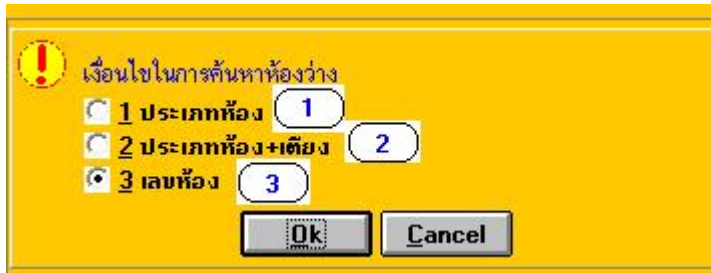 !
เงื่อนไขในการค้นหาห้องว่าง
1 ประเภทห้อง 1
2 ประเภทห้อง+เตียง 2
3 เลขห้อง 3
Ok Cancel